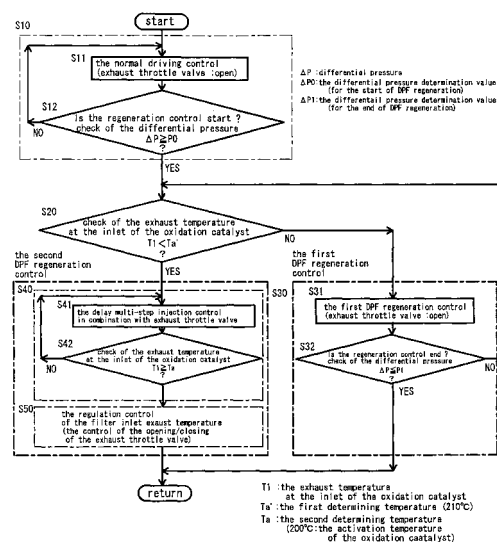 start
S10
S11
the normal driving control
(exhaust throttle valve :open)
ΔP :differential pressure
ΔP0:the differential pressure determination value
(for the start of DPF regeneration)
ΔP1:the differentail pressure determination value
(for the end of DPF regeneration)
S12
Is the regeneration control start ?
check of the differential pressure
ΔP≧P0
?
NO
YES
S20
check of the exhaust temperature
at the inlet of the oxidation catalyst
T1<Ta'
?
NO
YES
the second
DPF regeneration
control
the first
DPF regeneration
control
S40
S30
S41
the delay multi-step injection control
in combination with exhaust throttle valve
S31
the first DPF regeneration control
(exhaust throttle valve :open)
S42
check of the exhaust temperature
at the inlet of the oxidation catalyst
T1≧Ta
?
NO
S32
Is the regeneration control end ?
check of the differential pressure
ΔP≦P1
?
NO
YES
S50
the regulation control
of the filter inlet exhaust temperature
(the control of the opening/closing
of the exhaust throttle valve)
return
T1 :the exhaust temperature
at the inlet of the oxidation catalyst
Ta' :the first determining temperature (210℃)
Ta :the second determining temperature
(200℃:the activation temperature
of the oxidation caatalyst)